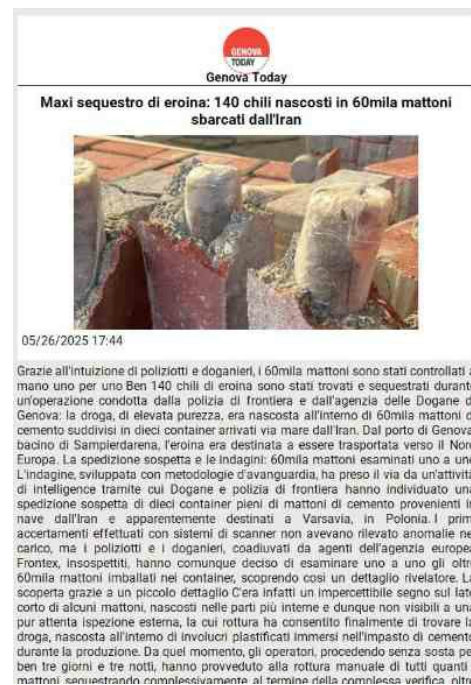 GENOVA
TODAY
Genova Today
Maxi sequestro di eroina: 140 chili nascosti in 60mila mattoni
sbarcati dall'Iran
05/26/2025 17:44
Grazie all'intuizione di poliziotti e doganieri, i 60mila mattoni sono stati controllati a
mano uno per uno Ben 140 chili di eroina sono stati trovati e sequestrati durante
un'operazione condotta dalla polizia di frontiera e dall'agenzia delle Dogane di
Genova: la droga, di elevata purezza, era nascosta all'interno di 60mila mattoni di
cemento suddivisi in dieci container arrivati via mare dall'Iran. Dal porto di Genova,
bacino di Sampierdarena, l'eroina era destinata a essere trasportata verso il Nord
Europa. La spedizione sospetta e le indagini: 60mila mattoni esaminati uno a uno
L'indagine, sviluppata con metodologie d'avanguardia, ha preso il via da un'attività
di intelligence tramite cui Dogane e polizia di frontiera hanno individuato una
spedizione sospetta di dieci container pieni di mattoni di cemento provenienti in
nave dall'Iran e apparentemente destinati a Varsavia, in Polonia. I primi
accertamenti effettuati con sistemi di scanner non avevano rilevato anomalie nel
carico, ma i poliziotti e i doganieri, coadiuvati da agenti dell'agenzia europea
Frontex, insospettiti, hanno comunque deciso di esaminare uno a uno gli oltre
60mila mattoni imballati nei container, scoprendo così un dettaglio rivelatore. La
scoperta grazie a un piccolo dettaglio C'era infatti un impercettibile segno sul lato
corto di alcuni mattoni, nascosti nelle parti più interne e dunque non visibili a una
pur attenta ispezione esterna, la cui rottura ha consentito finalmente di trovare la
droga, nascosta all'interno di involucri plastificati immersi nell'impasto di cemento
durante la produzione. Da quel momento, gli operatori, procedendo senza sosta per
ben tre giorni e tre notti, hanno provveduto alla rottura manuale di tutti quanti i
mattoni, sequestrando complessivamente, al termine della complessa verifica, oltre